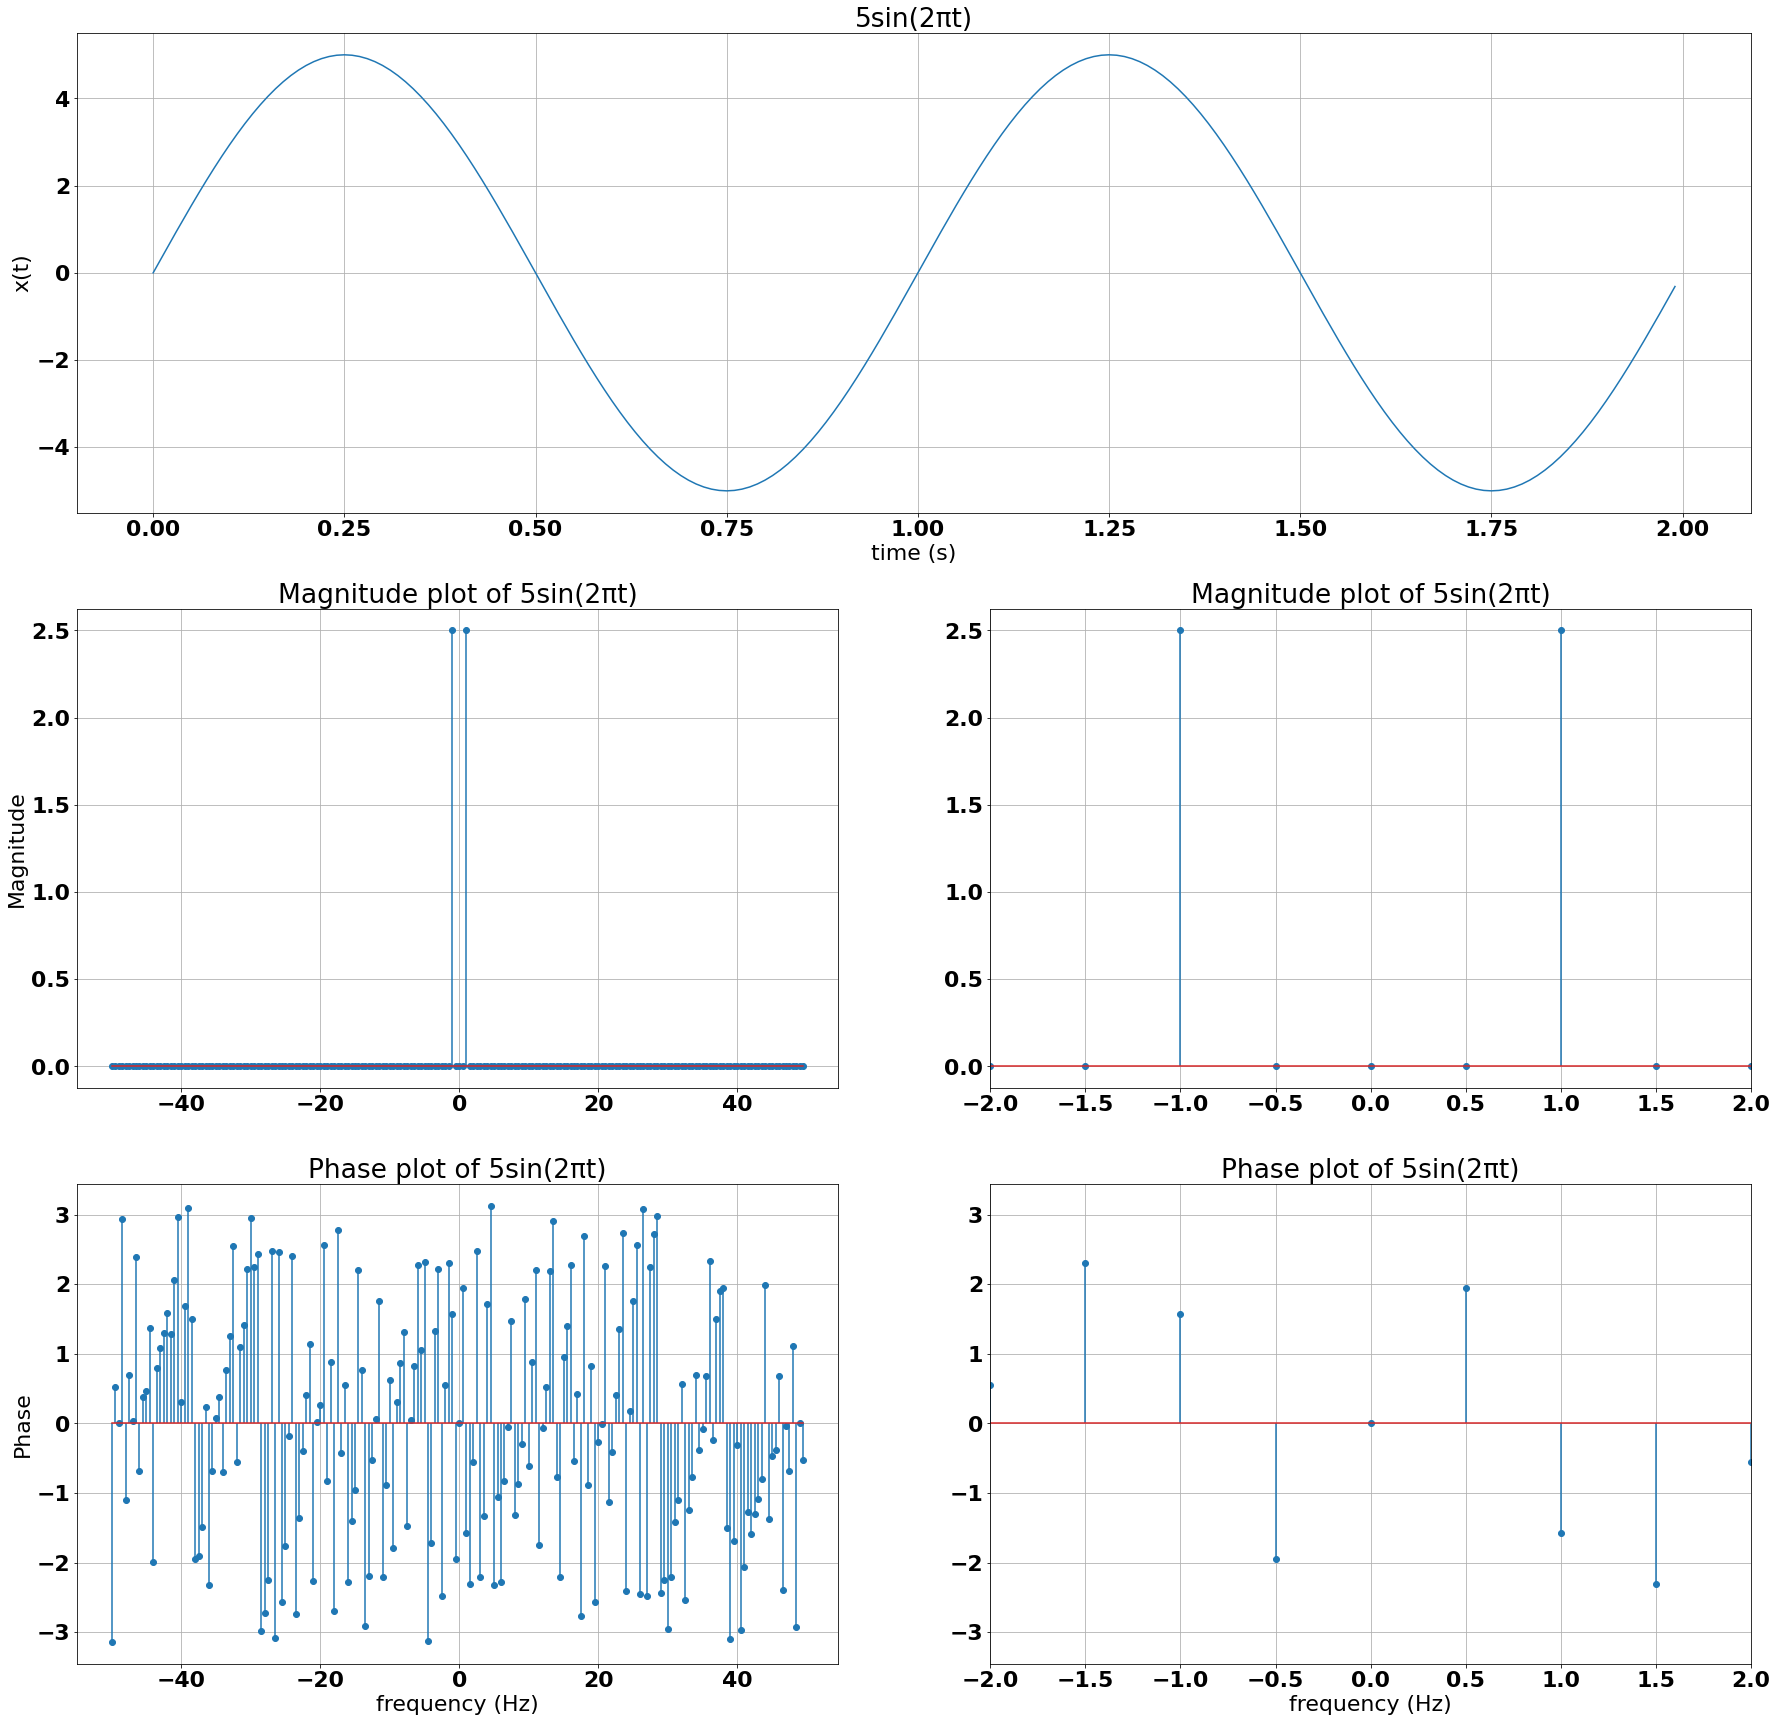 5sin(2πt)
x(t)
4
2
0
−2
−4
0.00 0.25 0.50 0.75 1.00 1.25 1.50 1.75 2.00
time (s)
Magnitude plot of 5sin(2πt)
Magnitude
2.5
2.0
1.5
1.0
0.5
0.0
−40 −20 0 20 40
Magnitude plot of 5sin(2πt)
2.5
2.0
1.5
1.0
0.5
0.0
−2.0 −1.5 −1.0 −0.5 0.0 0.5 1.0 1.5 2.0
Phase plot of 5sin(2πt)
Phase
3
2
1
0
−1
−2
−3
−40 −20 0 20 40
frequency (Hz)
Phase plot of 5sin(2πt)
3
2
1
0
−1
−2
−3
−2.0 −1.5 −1.0 −0.5 0.0 0.5 1.0 1.5 2.0
frequency (Hz)